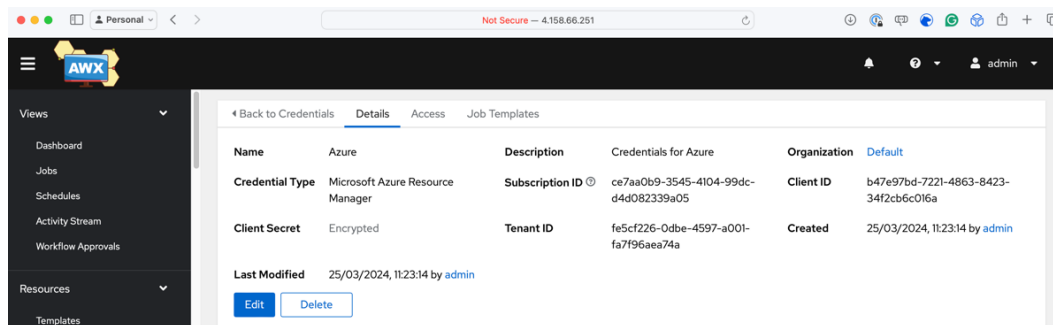 Personal
Not Secure — 4.158.66.251
AWX
admin
Views
Dashboard
Jobs
Schedules
Activity Stream
Workflow Approvals
Resources
Templates
Back to Credentials Details Access Job Templates
Name Azure Description Credentials for Azure Organization Default
Credential Type Microsoft Azure Resource Manager Subscription ID ce7aa0b9-3545-4104-99dc-d4d082339a05 Client ID b47e97bd-7221-4863-8423-34f2cb6c016a
Client Secret Encrypted Tenant ID fe5cf226-0dbe-4597-a001-fa7f96aea74a Created 25/03/2024, 11:23:14 by admin
Last Modified 25/03/2024, 11:23:14 by admin
Edit Delete